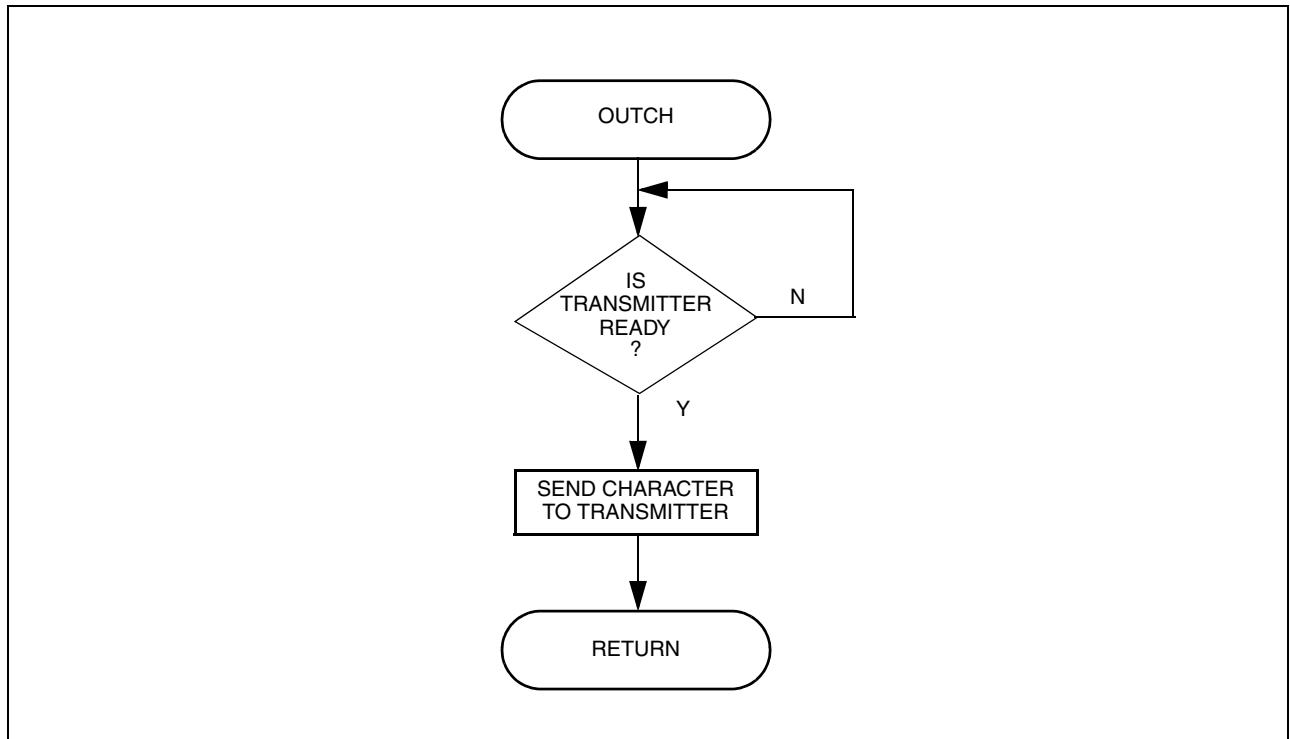 OUTCH
IS
TRANSMITTER
READY
?
N
Y
SEND CHARACTER
TO TRANSMITTER
RETURN